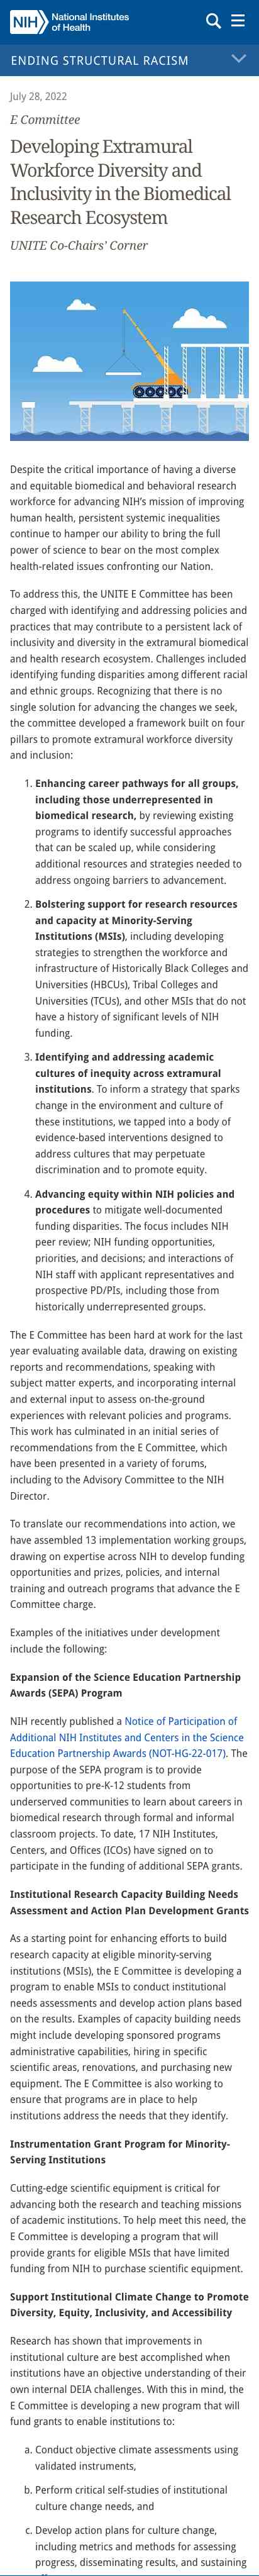 NIH National Institutes
of Health
ENDING STRUCTURAL RACISM
July 28, 2022
E Committee
Developing Extramural
Workforce Diversity and
Inclusivity in the Biomedical
Research Ecosystem
UNITE Co-Chairs' Corner
Despite the critical importance of having a diverse
and equitable biomedical and behavioral research
workforce for advancing NIH's mission of improving
human health, persistent systemic inequalities
continue to hamper our ability to bring the full
power of science to bear on the most complex
health-related issues confronting our Nation.
To address this, the UNITE E Committee has been
charged with identifying and addressing policies and
practices that may contribute to a persistent lack of
inclusivity and diversity in the extramural biomedical
and health research ecosystem. Challenges included
identifying funding disparities among different racial
and ethnic groups. Recognizing that there is no
single solution for advancing the changes we seek,
the committee developed a framework built on four
pillars to promote extramural workforce diversity
and inclusion:
1. Enhancing career pathways for all groups,
including those underrepresented in
biomedical research, by reviewing existing
programs to identify successful approaches
that can be scaled up, while considering
additional resources and strategies needed to
address ongoing barriers to advancement.
2. Bolstering support for research resources
and capacity at Minority-Serving
Institutions (MSIs), including developing
strategies to strengthen the workforce and
infrastructure of Historically Black Colleges and
Universities (HBCUs), Tribal Colleges and
Universities (TCUs), and other MSIs that do not
have a history of significant levels of NIH
funding.
3. Identifying and addressing academic
cultures of inequity across extramural
institutions. To inform a strategy that sparks
change in the environment and culture of
these institutions, we tapped into a body of
evidence-based interventions designed to
address cultures that may perpetuate
discrimination and to promote equity.
4. Advancing equity within NIH policies and
procedures to mitigate well-documented
funding disparities. The focus includes NIH
peer review; NIH funding opportunities,
priorities, and decisions; and interactions of
NIH staff with applicant representatives and
prospective PD/PIs, including those from
historically underrepresented groups.
The E Committee has been hard at work for the last
year evaluating available data, drawing on existing
reports and recommendations, speaking with
subject matter experts, and incorporating internal
and external input to assess on-the-ground
experiences with relevant policies and programs.
This work has culminated in an initial series of
recommendations from the E Committee, which
have been presented in a variety of forums,
including to the Advisory Committee to the NIH
Director.
To translate our recommendations into action, we
have assembled 13 implementation working groups,
drawing on expertise across NIH to develop funding
opportunities and prizes, policies, and internal
training and outreach programs that advance the E
Committee charge.
Examples of the initiatives under development
include the following:
Expansion of the Science Education Partnership
Awards (SEPA) Program
NIH recently published a Notice of Participation of
Additional NIH Institutes and Centers in the Science
Education Partnership Awards (NOT-HG-22-017). The
purpose of the SEPA program is to provide
opportunities to pre-K-12 students from
underserved communities to learn about careers in
biomedical research through formal and informal
classroom projects. To date, 17 NIH Institutes,
Centers, and Offices (ICOs) have signed on to
participate in the funding of additional SEPA grants.
Institutional Research Capacity Building Needs
Assessment and Action Plan Development Grants
As a starting point for enhancing efforts to build
research capacity at eligible minority-serving
institutions (MSIs), the E Committee is developing a
program to enable MSIs to conduct institutional
needs assessments and develop action plans based
on the results. Examples of capacity building needs
might include developing sponsored programs
administrative capabilities, hiring in specific
scientific areas, renovations, and purchasing new
equipment. The E Committee is also working to
ensure that programs are in place to help
institutions address the needs that they identify.
Instrumentation Grant Program for Minority-
Serving Institutions
Cutting-edge scientific equipment is critical for
advancing both the research and teaching missions
of academic institutions. To help meet this need, the
E Committee is developing a program that will
provide grants for eligible MSIs that have limited
funding from NIH to purchase scientific equipment.
Support Institutional Climate Change to Promote
Diversity, Equity, Inclusivity, and Accessibility
Research has shown that improvements in
institutional culture are best accomplished when
institutions have an objective understanding of their
own internal DEIA challenges. With this in mind, the
E Committee is developing a new program that will
fund grants to enable institutions to:
a. Conduct objective climate assessments using
validated instruments,
b. Perform critical self-studies of institutional
culture change needs, and
c. Develop action plans for culture change,
including metrics and methods for assessing
progress, disseminating results, and sustaining